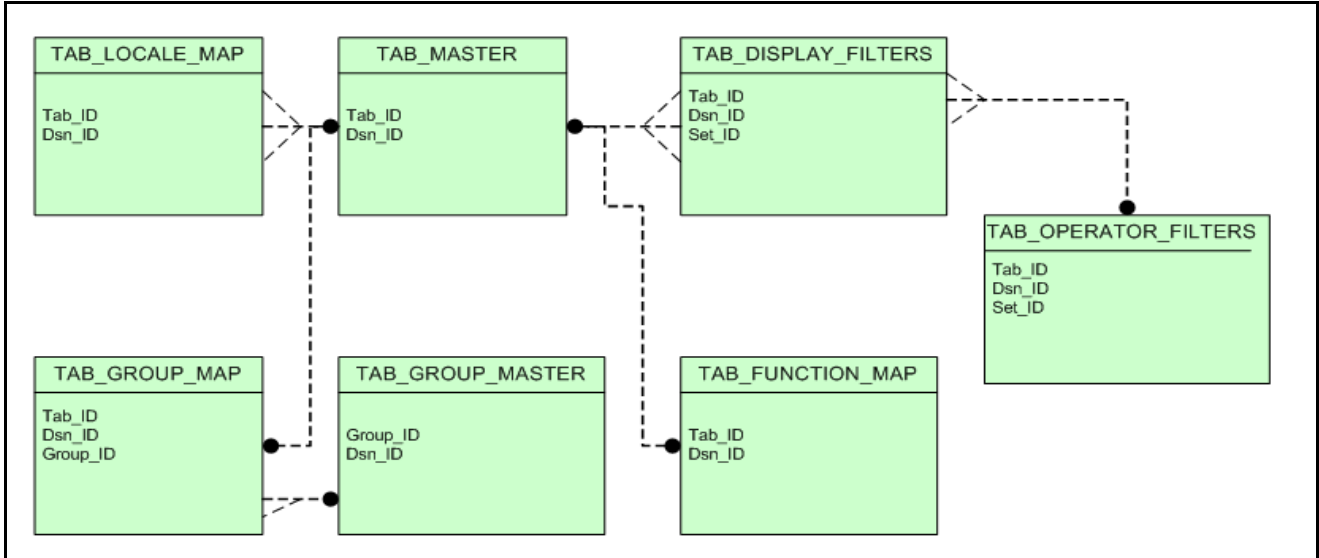 TAB_LOCALE_MAP
Tab_ID
Dsn_ID
TAB_MASTER
Tab_ID
Dsn_ID
TAB_DISPLAY_FILTERS
Tab_ID
Dsn_ID
Set_ID
TAB_OPERATOR_FILTERS
Tab_ID
Dsn_ID
Set_ID
TAB_GROUP_MAP
Tab_ID
Dsn_ID
Group_ID
TAB_GROUP_MASTER
Group_ID
Dsn_ID
TAB_FUNCTION_MAP
Tab_ID
Dsn_ID